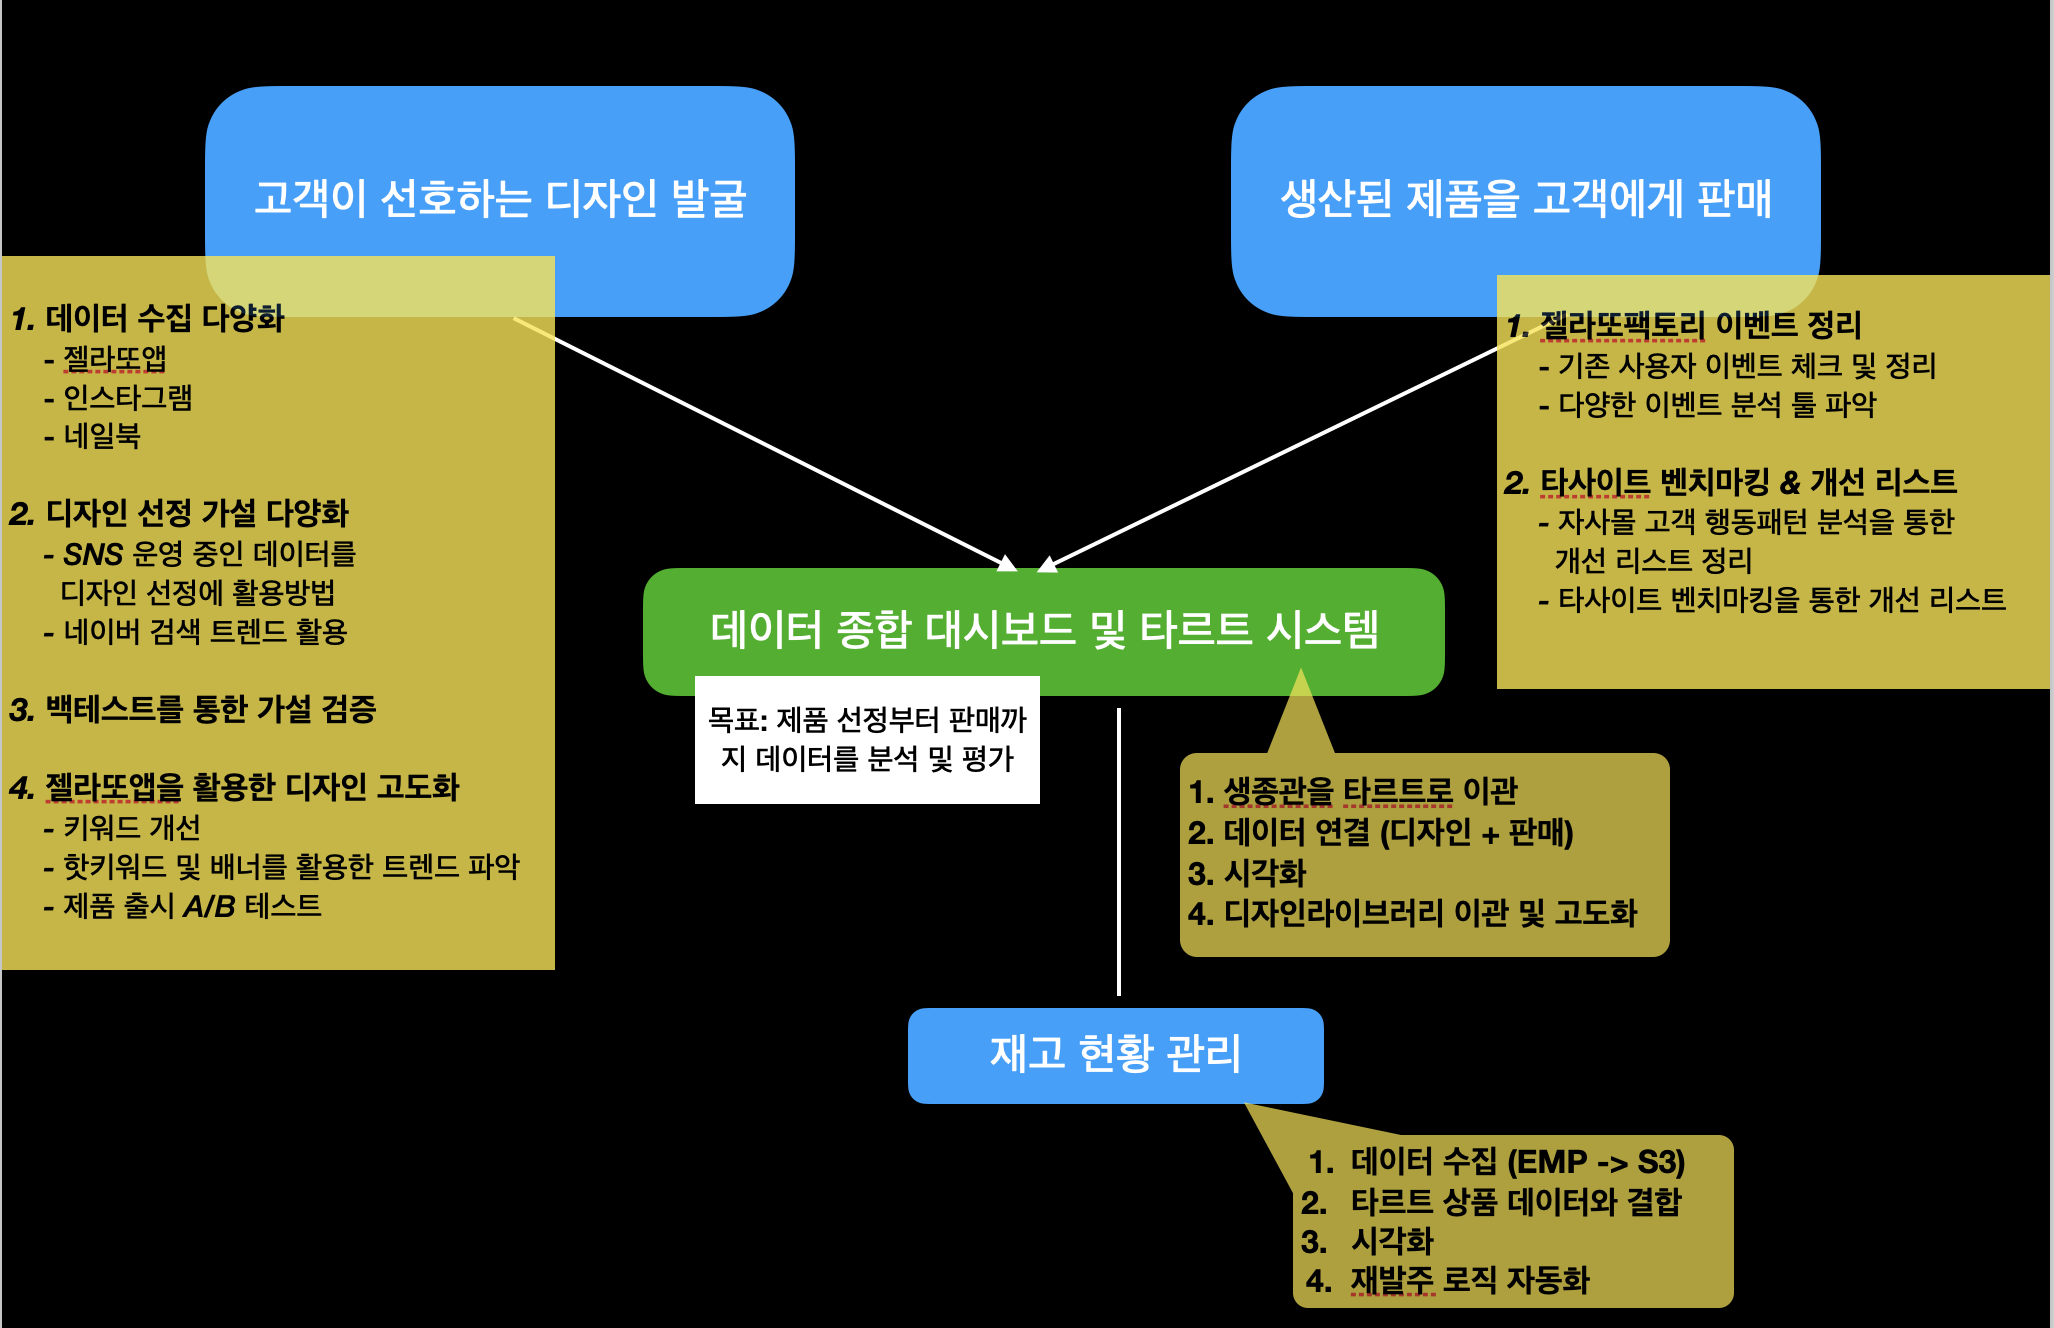 고객이 선호하는 디자인 발굴
생산된 제품을 고객에게 판매
1. 데이터 수집 다양화
- 젤라또앱
- 인스타그램
- 네일북
2. 디자인 선정 가설 다양화
- SNS 운영 중인 데이터를
디자인 선정에 활용방법
- 네이버 검색 트렌드 활용
3. 백테스트를 통한 가설 검증
4. 젤라또앱을 활용한 디자인 고도화
- 키워드 개선
- 핫키워드 및 배너를 활용한 트렌드 파악
- 제품 출시 A/B 테스트
1. 젤라또팩토리 이벤트 정리
- 기존 사용자 이벤트 체크 및 정리
- 다양한 이벤트 분석 툴 파악
2. 타사이트 벤치마킹 & 개선 리스트
- 자사몰 고객 행동패턴 분석을 통한
개선 리스트 정리
- 타사이트 벤치마킹을 통한 개선 리스트
데이터 종합 대시보드 및 타르트 시스템
목표: 제품 선정부터 판매까
지 데이터를 분석 및 평가
1. 생종관을 타르트로 이관
2. 데이터 연결 (디자인 + 판매)
3. 시각화
4. 디자인라이브러리 이관 및 고도화
재고 현황 관리
1. 데이터 수집 (EMP -> S3)
2. 타르트 상품 데이터와 결합
3. 시각화
4. 재발주 로직 자동화